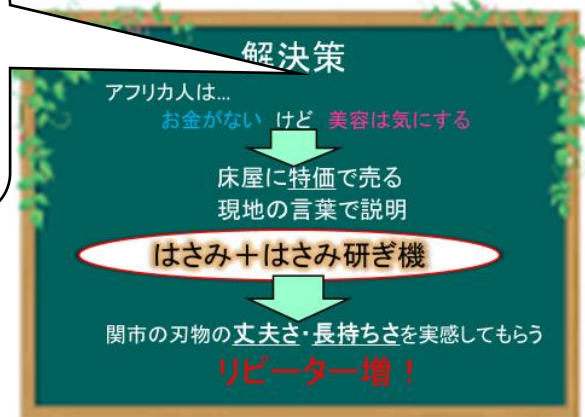 解決策
アフリカ人は...
お金がない けど 美容は気にする
床屋に特価で売る
現地の言葉で説明
はさみ＋はさみ研ぎ機
関市の刃物の丈夫さ・長持ちさを実感してもらう
リピーター増！